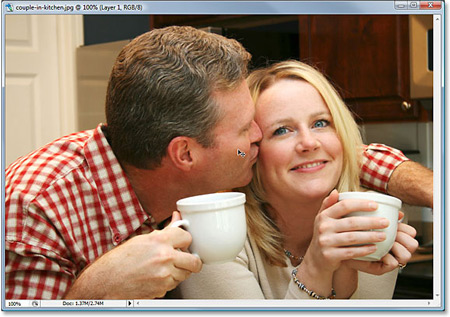 couple-in-kitchen.jpg @ 100% (Layer 1, RGB/8)
100%
Doc: 1.37M/2.74M